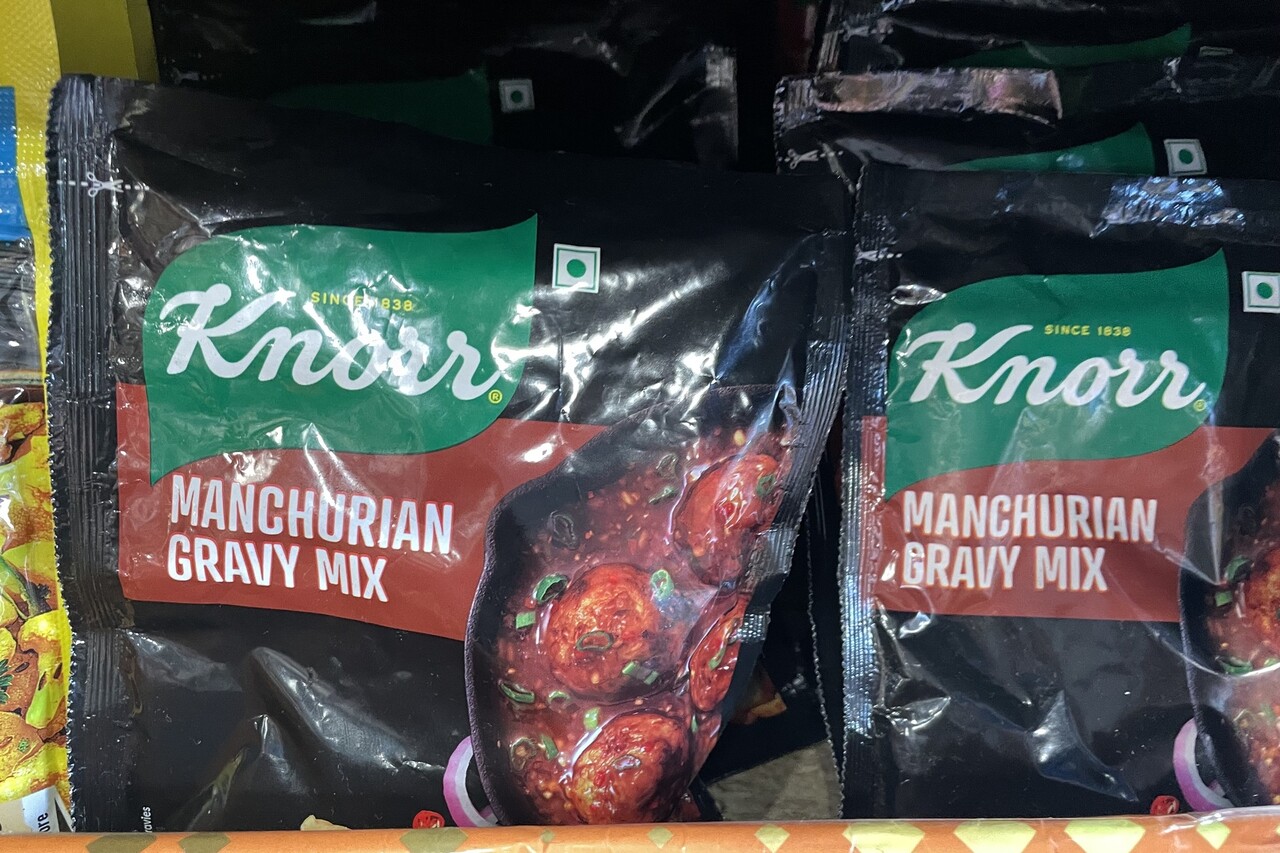 SINCE 1838
Knorr®
MANCHURIAN
GRAVY MIX
SINCE 1838
Knorr®
MANCHURIAN
GRAVY MIX